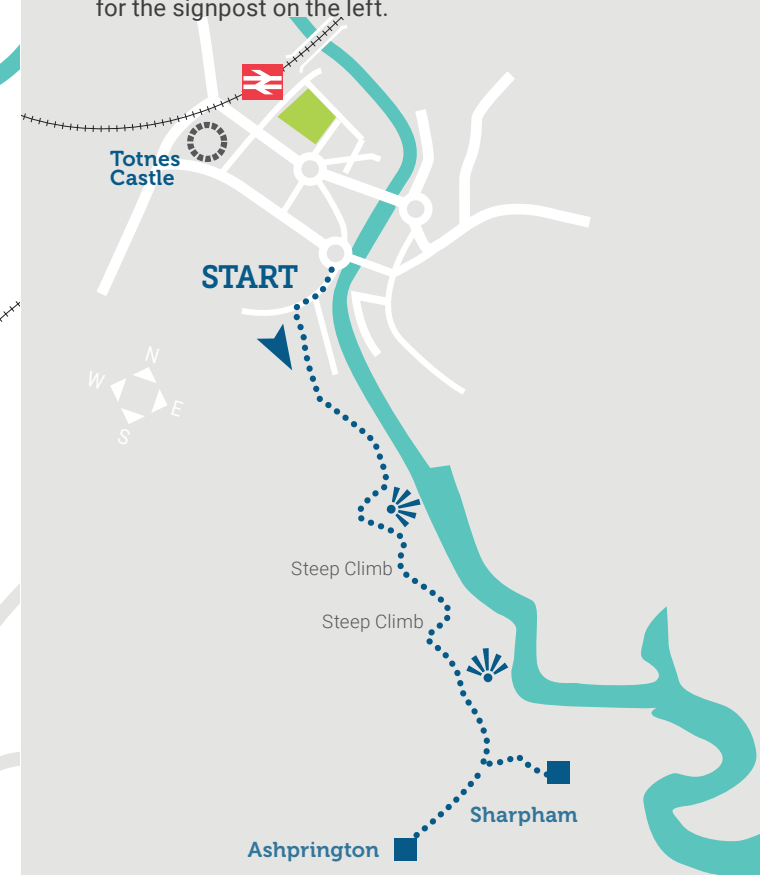 for the signpost on the left.
Totnes
Castle
START
N
W
E
S
Steep Climb
Steep Climb
Sharpham
Ashprington